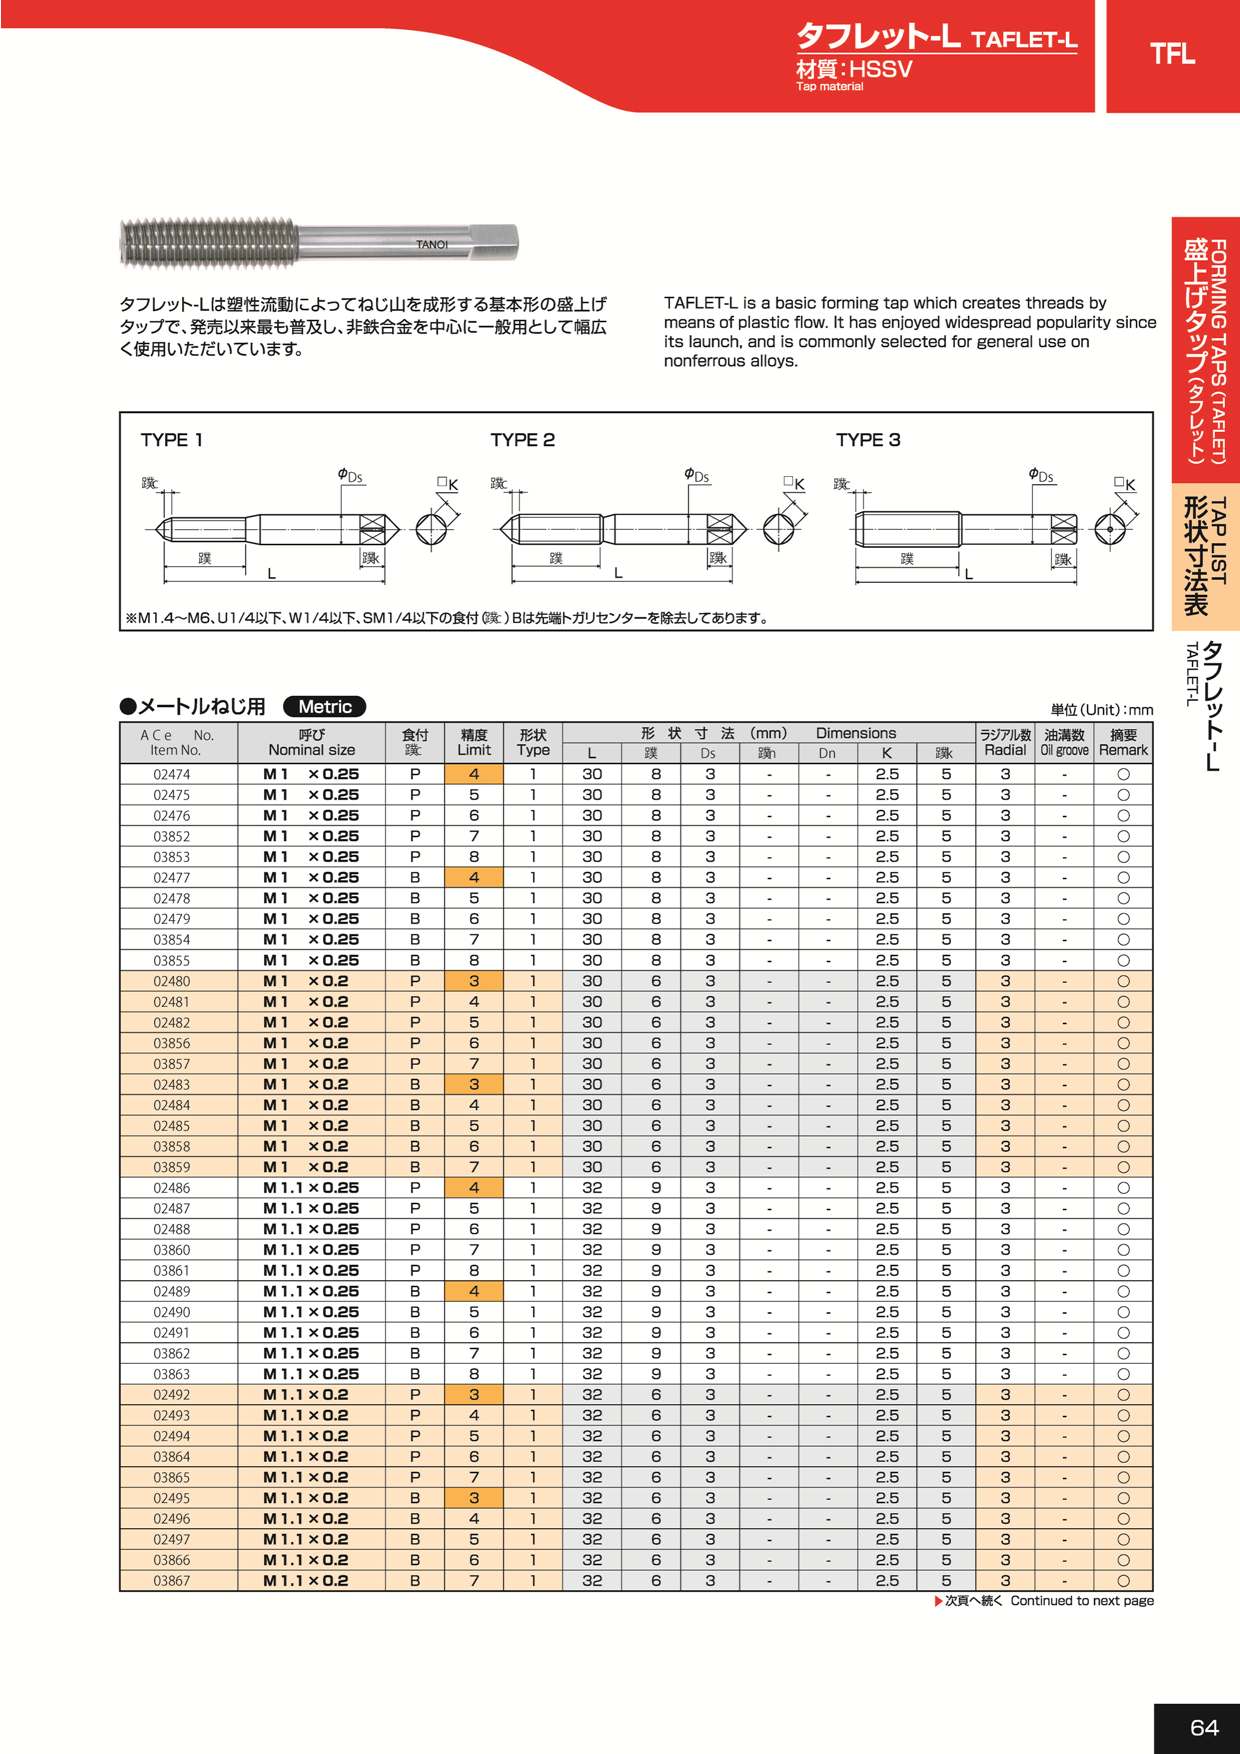 タフレット-L TAFLET-L
材質：HSSV
Tap material
TFL
TANOI
タフレット-Lは塑性流動によってねじ山を成形する基本形の盛上げ
タップで、発売以来最も普及し、非鉄合金を中心に一般用として幅広
く使用いただいています。
TAFLET-L is a basic forming tap which creates threads by
means of plastic flow. It has enjoyed widespread popularity since
its launch, and is commonly selected for general use on
nonferrous alloys.
FORMING TAPS (TAFLET)
盛上げタップ(タフレット)
TAP LIST
形状寸法表
タフレット-L
TAFLET-L
TYPE 1
TYPE 2
TYPE 3
φDs □K L
φDs □K L
φDs □K L
※M1.4〜M6、U1/4以下、W1/4以下、SM1/4以下の食付( )Bは先端トガリセンターを除去してあります。
●メートルねじ用 Metric
単位(Unit)：mm
ACe No. 呼び 食付 精度 形状 形状寸法 (mm) Dimensions ラジアル数 油溝数 摘要
Item No. Nominal size Limit Type L Ds Dn K Radial Oil groove Remark
02474 M1 ×0.25 P 4 1 30 8 3 - - 2.5 5 3 - ○
02475 M1 ×0.25 P 5 1 30 8 3 - - 2.5 5 3 - ○
02476 M1 ×0.25 P 6 1 30 8 3 - - 2.5 5 3 - ○
03852 M1 ×0.25 P 7 1 30 8 3 - - 2.5 5 3 - ○
03853 M1 ×0.25 P 8 1 30 8 3 - - 2.5 5 3 - ○
02477 M1 ×0.25 B 4 1 30 8 3 - - 2.5 5 3 - ○
02478 M1 ×0.25 B 5 1 30 8 3 - - 2.5 5 3 - ○
02479 M1 ×0.25 B 6 1 30 8 3 - - 2.5 5 3 - ○
03854 M1 ×0.25 B 7 1 30 8 3 - - 2.5 5 3 - ○
03855 M1 ×0.25 B 8 1 30 8 3 - - 2.5 5 3 - ○
02480 M1 ×0.2 P 3 1 30 6 3 - - 2.5 5 3 - ○
02481 M1 ×0.2 P 4 1 30 6 3 - - 2.5 5 3 - ○
02482 M1 ×0.2 P 5 1 30 6 3 - - 2.5 5 3 - ○
03856 M1 ×0.2 P 6 1 30 6 3 - - 2.5 5 3 - ○
03857 M1 ×0.2 P 7 1 30 6 3 - - 2.5 5 3 - ○
02483 M1 ×0.2 B 3 1 30 6 3 - - 2.5 5 3 - ○
02484 M1 ×0.2 B 4 1 30 6 3 - - 2.5 5 3 - ○
02485 M1 ×0.2 B 5 1 30 6 3 - - 2.5 5 3 - ○
03858 M1 ×0.2 B 6 1 30 6 3 - - 2.5 5 3 - ○
03859 M1 ×0.2 B 7 1 30 6 3 - - 2.5 5 3 - ○
02486 M1.1×0.25 P 4 1 32 9 3 - - 2.5 5 3 - ○
02487 M1.1×0.25 P 5 1 32 9 3 - - 2.5 5 3 - ○
02488 M1.1×0.25 P 6 1 32 9 3 - - 2.5 5 3 - ○
03860 M1.1×0.25 P 7 1 32 9 3 - - 2.5 5 3 - ○
03861 M1.1×0.25 P 8 1 32 9 3 - - 2.5 5 3 - ○
02489 M1.1×0.25 B 4 1 32 9 3 - - 2.5 5 3 - ○
02490 M1.1×0.25 B 5 1 32 9 3 - - 2.5 5 3 - ○
02491 M1.1×0.25 B 6 1 32 9 3 - - 2.5 5 3 - ○
03862 M1.1×0.25 B 7 1 32 9 3 - - 2.5 5 3 - ○
03863 M1.1×0.25 B 8 1 32 9 3 - - 2.5 5 3 - ○
02492 M1.1×0.2 P 3 1 32 6 3 - - 2.5 5 3 - ○
02493 M1.1×0.2 P 4 1 32 6 3 - - 2.5 5 3 - ○
02494 M1.1×0.2 P 5 1 32 6 3 - - 2.5 5 3 - ○
03864 M1.1×0.2 P 6 1 32 6 3 - - 2.5 5 3 - ○
03865 M1.1×0.2 P 7 1 32 6 3 - - 2.5 5 3 - ○
02495 M1.1×0.2 B 3 1 32 6 3 - - 2.5 5 3 - ○
02496 M1.1×0.2 B 4 1 32 6 3 - - 2.5 5 3 - ○
02497 M1.1×0.2 B 5 1 32 6 3 - - 2.5 5 3 - ○
03866 M1.1×0.2 B 6 1 32 6 3 - - 2.5 5 3 - ○
03867 M1.1×0.2 B 7 1 32 6 3 - - 2.5 5 3 - ○
▶次頁へ続く Continued to next page
64